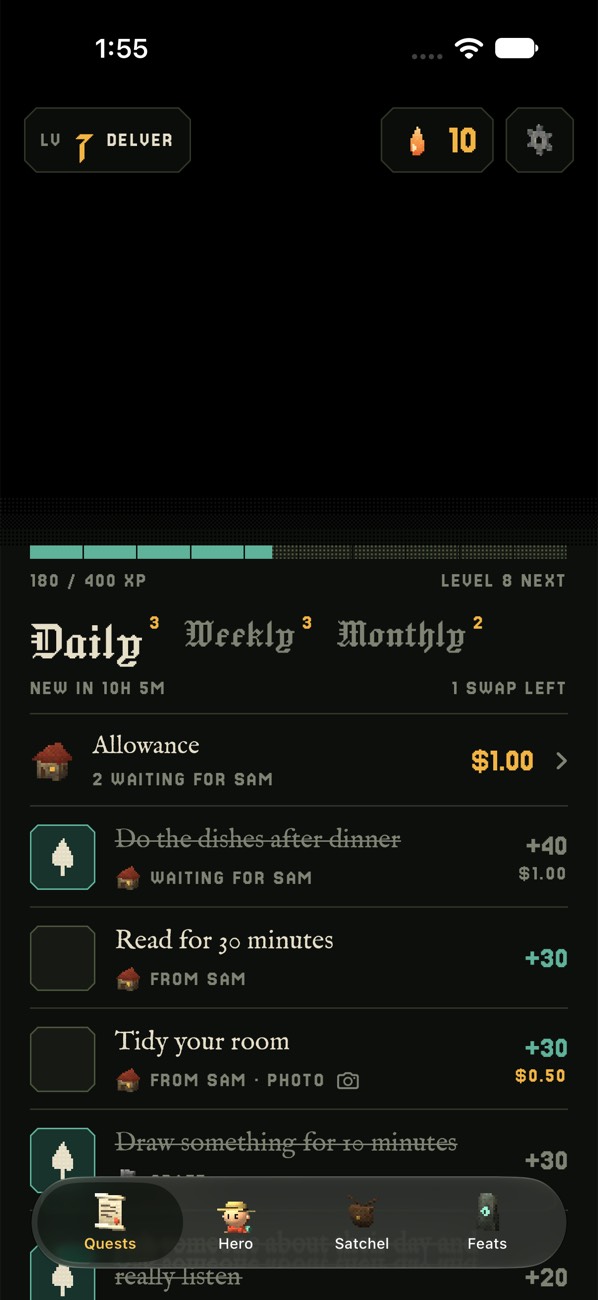 1:55
LV 7 DELVER
10
180 / 400 XP
LEVEL 8 NEXT
Daily 3
Weekly 3
Monthly 2
NEW IN 10H 5M
1 SWAP LEFT
Allowance
2 WAITING FOR SAM
$1.00
Do the dishes after dinner
+40
WAITING FOR SAM
$1.00
Read for 30 minutes
FROM SAM
+30
Tidy your room
+30
FROM SAM · PHOTO
$0.50
Draw something for 10 minutes
+30
really listen
+20
Quests
Hero
Satchel
Feats